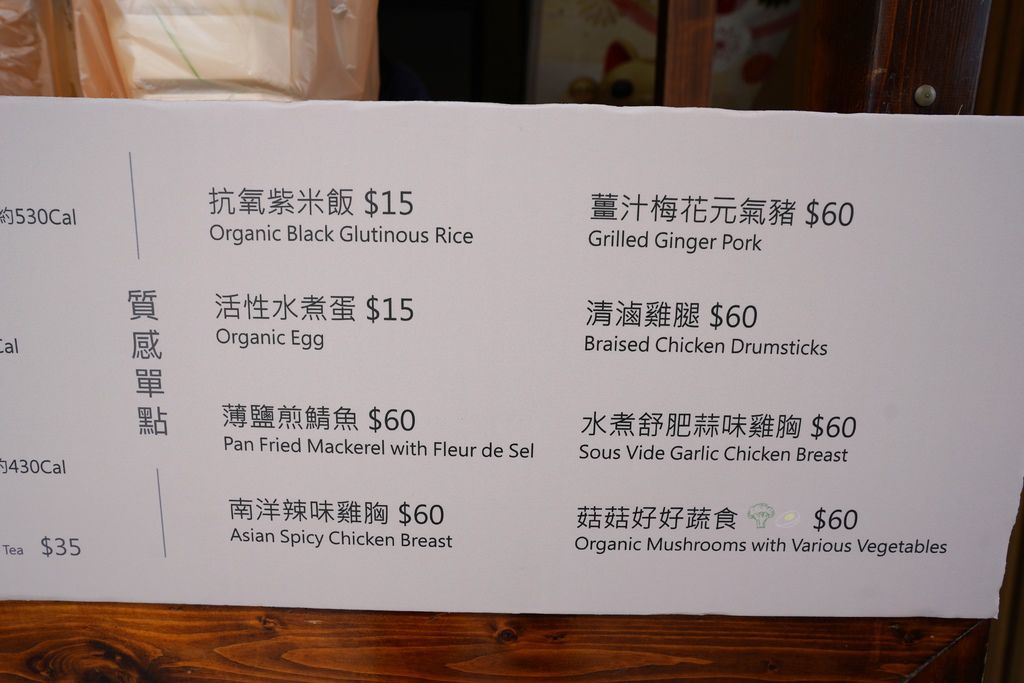 約530Cal
Cal
約430Cal
Tea $35
質感單點
抗氧紫米飯 $15
Organic Black Glutinous Rice
活性水煮蛋 $15
Organic Egg
薄鹽煎鯖魚 $60
Pan Fried Mackerel with Fleur de Sel
南洋辣味雞胸 $60
Asian Spicy Chicken Breast
薑汁梅花元氣豬 $60
Grilled Ginger Pork
清滷雞腿 $60
Braised Chicken Drumsticks
水煮舒肥蒜味雞胸 $60
Sous Vide Garlic Chicken Breast
菇菇好好蔬食 $60
Organic Mushrooms with Various Vegetables